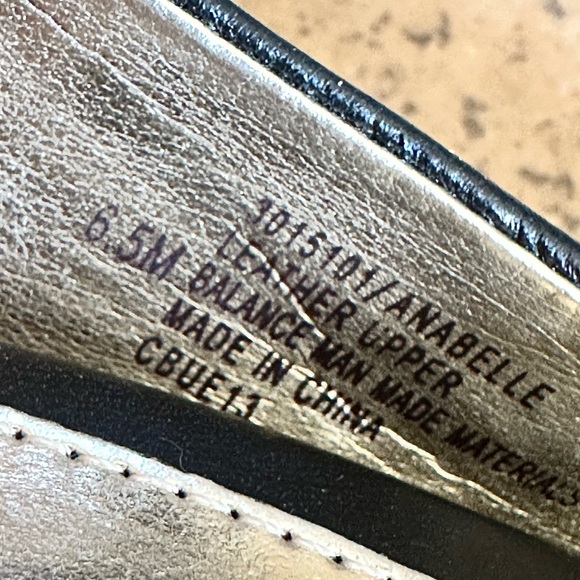 3015101/ANABELLE
LEATHER UPPER
6.5M BALANCE MAN MADE MATERIALS
MADE IN CHINA
CBUE11